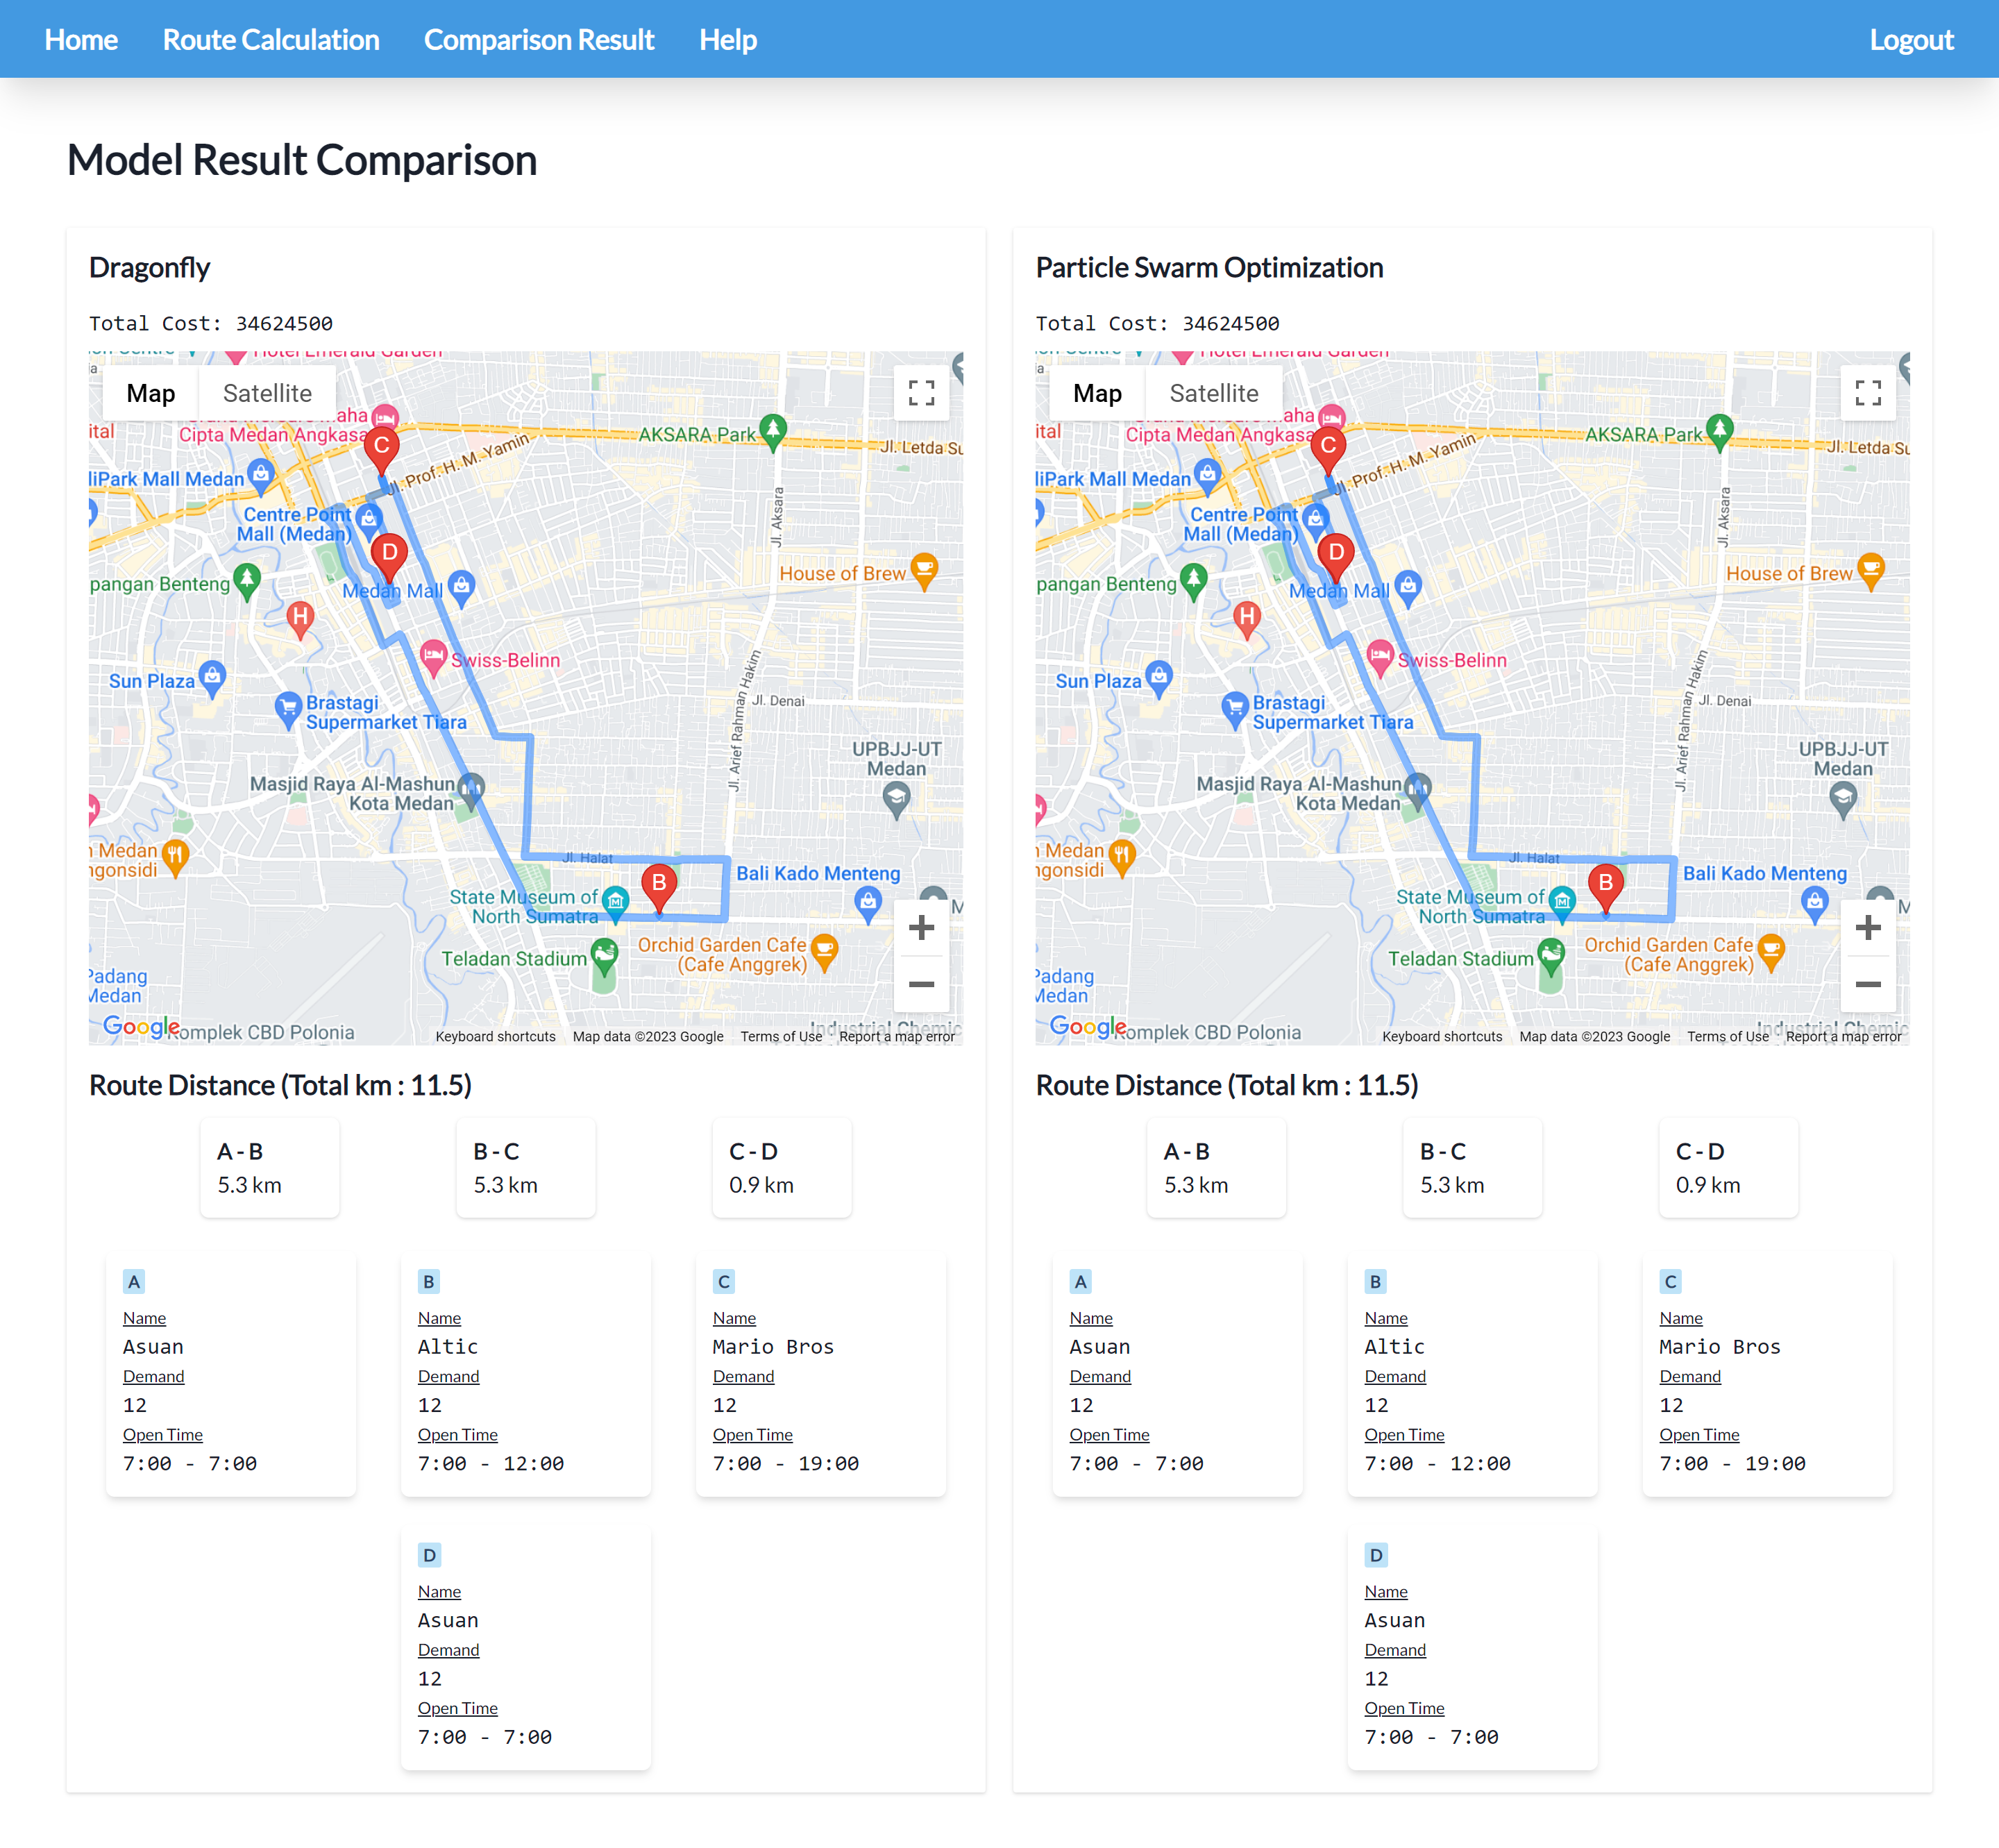 Home Route Calculation Comparison Result Help Logout
Model Result Comparison
Dragonfly
Total Cost: 34624500
Hotel Emerald Garden
Map Satellite
aha
ital
Cipta Medan Angkasa
C
AKSARA Park
Jl. Letda Su
Jl. Prof. H. M. Yamin
liPark Mall Medan
Jl. Aksara
Centre Point
Mall (Medan)
D
House of Brew
pangan Benteng
Medan Mall
H
Swiss-Belinn
Sun Plaza
Jl. Arief Rahman Hakim
Jl. Denai
Brastagi
Supermarket Tiara
UPBJJ-UT
Medan
Masjid Raya Al-Mashun
Kota Medan
n Medan
ngonsidi
Jl. Halat
Bali Kado Menteng
B
State Museum of
North Sumatra
M
Orchid Garden Cafe
(Cafe Anggrek)
Teladan Stadium
Padang
Medan
Google
omplek CBD Polonia
Industrial Chemic
Keyboard shortcuts Map data ©2023 Google Terms of Use Report a map error
Route Distance (Total km : 11.5)
A - B B - C C - D
5.3 km 5.3 km 0.9 km
A B C
Name Name Name
Asuan Altic Mario Bros
Demand Demand Demand
12 12 12
Open Time Open Time Open Time
7:00 - 7:00 7:00 - 12:00 7:00 - 19:00
D
Name
Asuan
Demand
12
Open Time
7:00 - 7:00
Particle Swarm Optimization
Total Cost: 34624500
Hotel Emerald Garden
Map Satellite
aha
ital
Cipta Medan Angkasa
C
AKSARA Park
Jl. Letda Su
Jl. Prof. H. M. Yamin
liPark Mall Medan
Jl. Aksara
Centre Point
Mall (Medan)
D
House of Brew
pangan Benteng
Medan Mall
H
Swiss-Belinn
Sun Plaza
Jl. Arief Rahman Hakim
Jl. Denai
Brastagi
Supermarket Tiara
UPBJJ-UT
Medan
Masjid Raya Al-Mashun
Kota Medan
n Medan
ngonsidi
Jl. Halat
Bali Kado Menteng
B
State Museum of
North Sumatra
M
Orchid Garden Cafe
(Cafe Anggrek)
Teladan Stadium
Padang
Medan
Google
omplek CBD Polonia
Industrial Chemic
Keyboard shortcuts Map data ©2023 Google Terms of Use Report a map error
Route Distance (Total km : 11.5)
A - B B - C C - D
5.3 km 5.3 km 0.9 km
A B C
Name Name Name
Asuan Altic Mario Bros
Demand Demand Demand
12 12 12
Open Time Open Time Open Time
7:00 - 7:00 7:00 - 12:00 7:00 - 19:00
D
Name
Asuan
Demand
12
Open Time
7:00 - 7:00